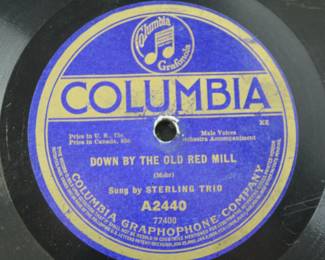 Columbia
Grafonola
COLUMBIA
Price in U. S., 75c.
Price in Canada, 85c.
Male Voices
Orchestra Accompaniment
DOWN BY THE OLD RED MILL
(Mohr)
Sung by STERLING TRIO
A2440
77400
COLUMBIA GRAPHOPHONE COMPANY